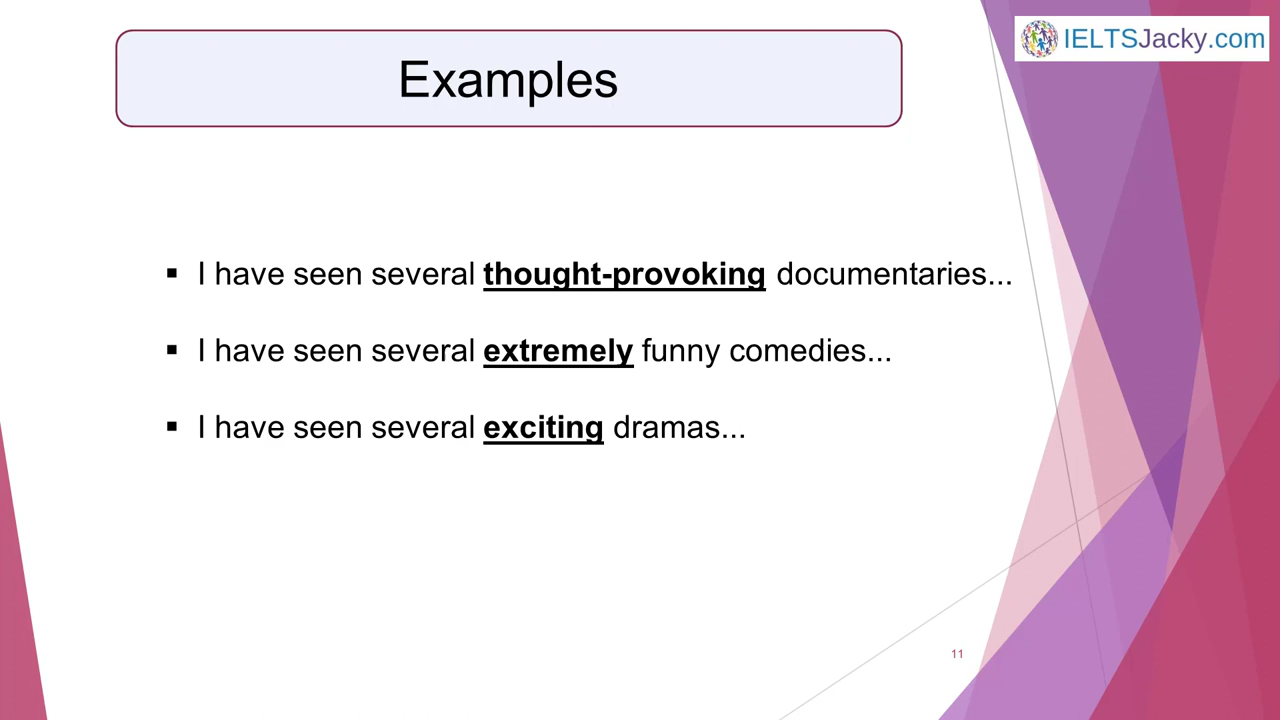 IELTSJacky.com
Examples
▪ I have seen several thought-provoking documentaries...
▪ I have seen several extremely funny comedies...
▪ I have seen several exciting dramas...
11